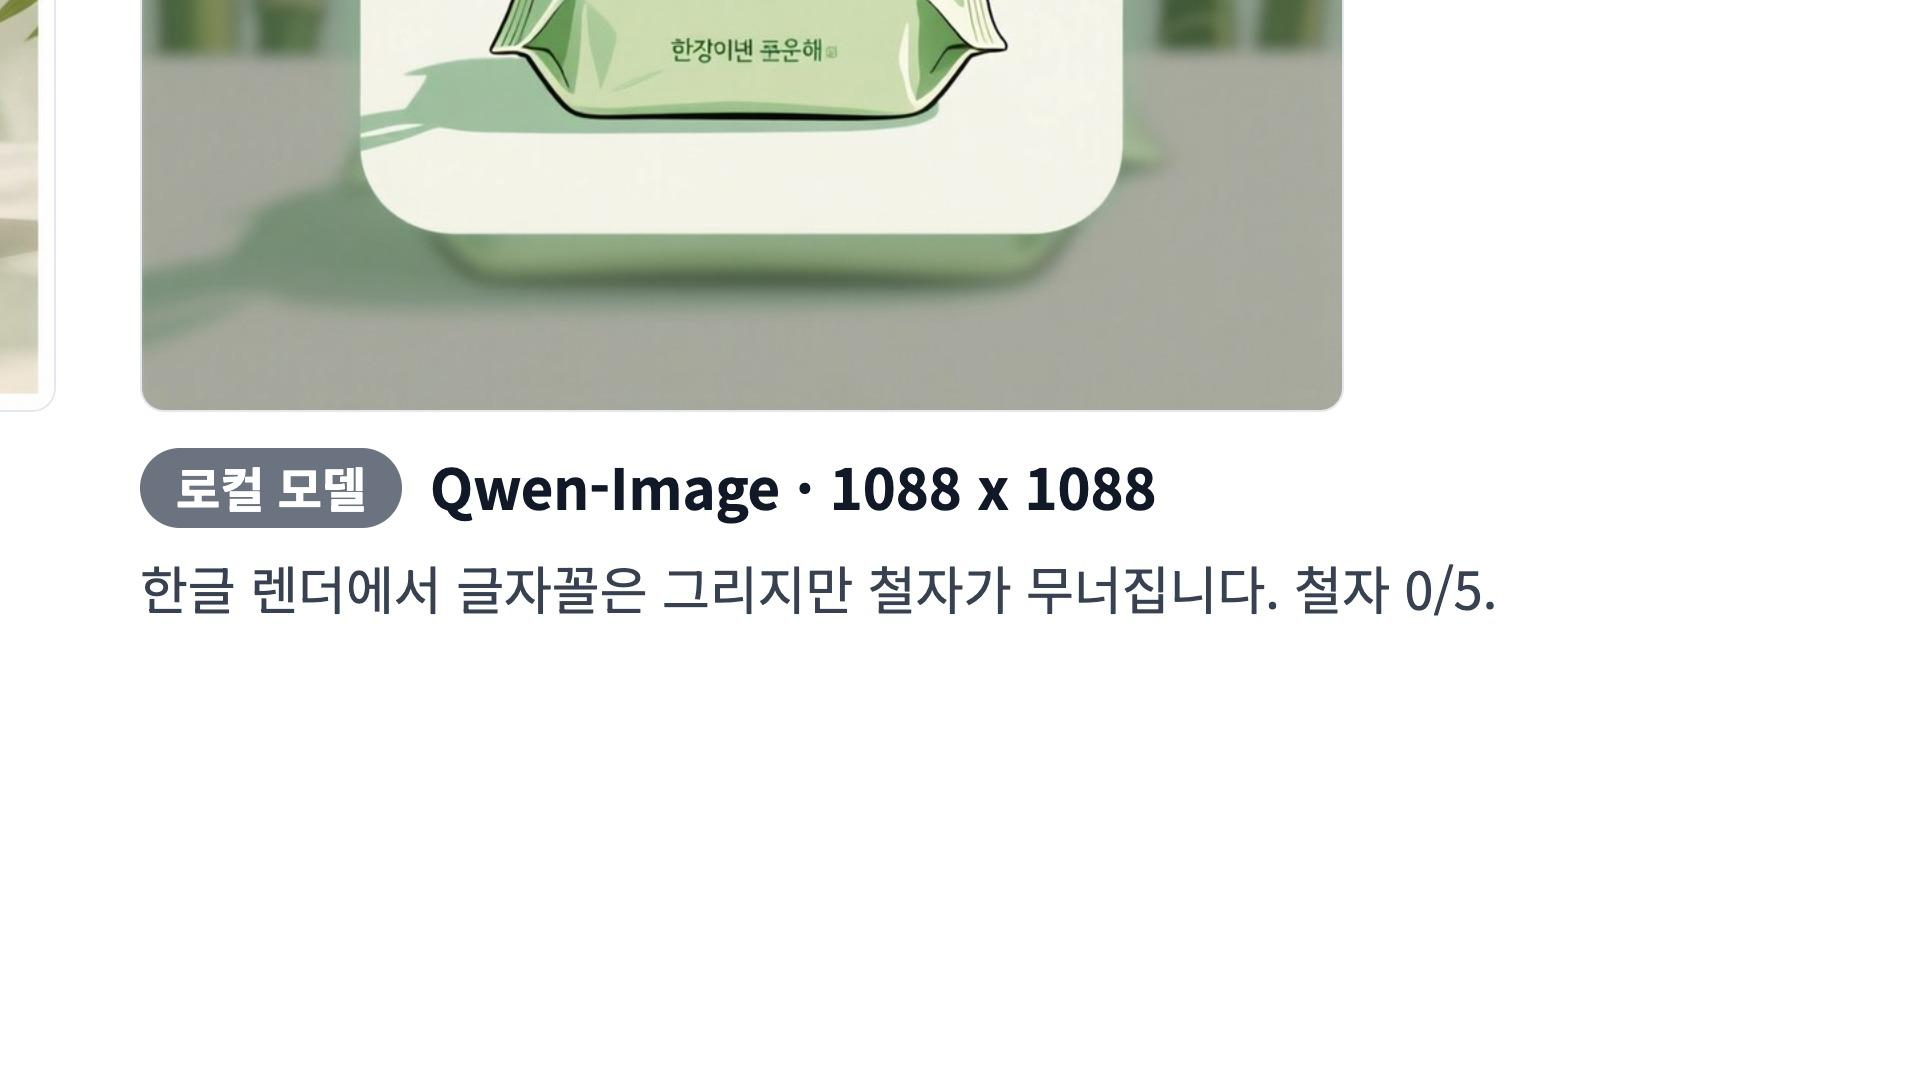 한장이낸 포운해
로컬 모델
Qwen-Image · 1088 x 1088
한글 렌더에서 글자꼴은 그리지만 철자가 무너집니다. 철자 0/5.